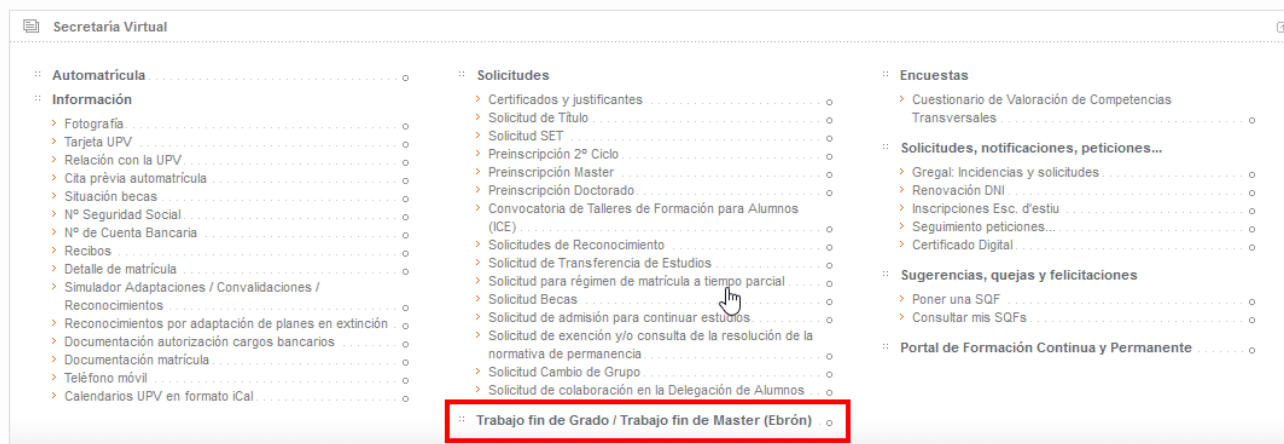 Secretaría Virtual
Automatrícula
Información
Fotografía
Tarjeta UPV
Relación con la UPV
Cita prèvia automatrícula
Situación becas
Nº Seguridad Social
Nº de Cuenta Bancaria
Recibos
Detalle de matrícula
Simulador Adaptaciones / Convalidaciones /
Reconocimientos
Reconocimientos por adaptación de planes en extinción
Documentación autorización cargos bancarios
Documentación matrícula
Teléfono móvil
Calendarios UPV en formato iCal
Solicitudes
Certificados y justificantes
Solicitud de Título
Solicitud SET
Preinscripción 2º Ciclo
Preinscripción Master
Preinscripción Doctorado
Convocatoria de Talleres de Formación para Alumnos
(ICE)
Solicitudes de Reconocimiento
Solicitud de Transferencia de Estudios
Solicitud para régimen de matrícula a tiempo parcial
Solicitud Becas
Solicitud de admisión para continuar estudios
Solicitud de exención y/o consulta de la resolución de la
normativa de permanencia
Solicitud Cambio de Grupo
Solicitud de colaboración en la Delegación de Alumnos
Trabajo fin de Grado / Trabajo fin de Master (Ebrón)
Encuestas
Cuestionario de Valoración de Competencias
Transversales
Solicitudes, notificaciones, peticiones...
Gregal: Incidencias y solicitudes
Renovación DNI
Inscripciones Esc. d'estiu
Seguimiento peticiones...
Certificado Digital
Sugerencias, quejas y felicitaciones
Poner una SQF
Consultar mis SQFs
Portal de Formación Continua y Permanente